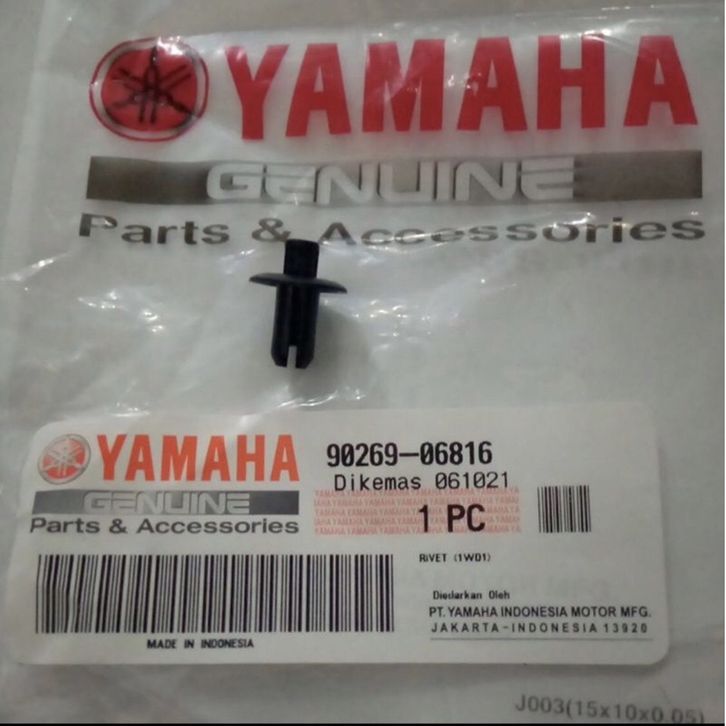 YAMAHA
GENUINE
Parts & Accessories
YAMAHA
GENUINE
Parts & Accessories
90269-06816
Dikemas 061021
1 PC
RIVET (1WD1)
Diedarkan Oleh
PT. YAMAHA INDONESIA MOTOR MFG.
JAKARTA-INDONESIA 13920
MADE IN INDONESIA
J003(15x10x0.05)